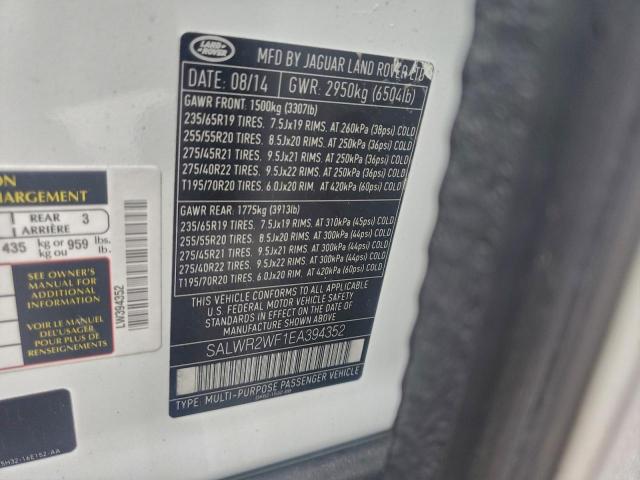 LAND ROVER
MFD BY JAGUAR LAND ROVER LTD
DATE: 08/14 GWR: 2950kg (6504lb)
GAWR FRONT: 1500kg (3307lb)
235/65R19 TIRES. 7.5Jx19 RIMS. AT 260kPa (38psi) COLD
255/55R20 TIRES. 8.5Jx20 RIMS. AT 250kPa (36psi) COLD
275/45R21 TIRES. 9.5Jx21 RIMS. AT 250kPa (36psi) COLD
275/40R22 TIRES. 9.5Jx22 RIMS. AT 250kPa (36psi) COLD
T195/70R20 TIRES. 6.0Jx20 RIM. AT 420kPa (60psi) COLD
GAWR REAR: 1775kg (3913lb)
235/65R19 TIRES. 7.5Jx19 RIMS. AT 310kPa (45psi) COLD
255/55R20 TIRES. 8.5Jx20 RIMS. AT 300kPa (44psi) COLD
275/45R21 TIRES. 9.5Jx21 RIMS. AT 300kPa (44psi) COLD
275/40R22 TIRES. 9.5Jx22 RIMS. AT 300kPa (44psi) COLD
T195/70R20 TIRES. 6.0Jx20 RIM. AT 420kPa (60psi) COLD
THIS VEHICLE CONFORMS TO ALL APPLICABLE
U.S. FEDERAL MOTOR VEHICLE SAFETY STANDARDS
IN EFFECT ON THE DATE OF MANUFACTURE SHOWN ABOVE.
SALWR2WF1EA394352
TYPE: MULTI-PURPOSE PASSENGER VEHICLE
ON
HARGEMENT
1 REAR 3
ARRIÈRE
435 kg or 959 lbs.
kg ou lb.
SEE OWNER'S
MANUAL FOR
ADDITIONAL
INFORMATION
VOIR LE MANUEL
DE L'USAGER
POUR PLUS DE
RENSEIGNEMENTS
LW394352
5H32-16E152-AA